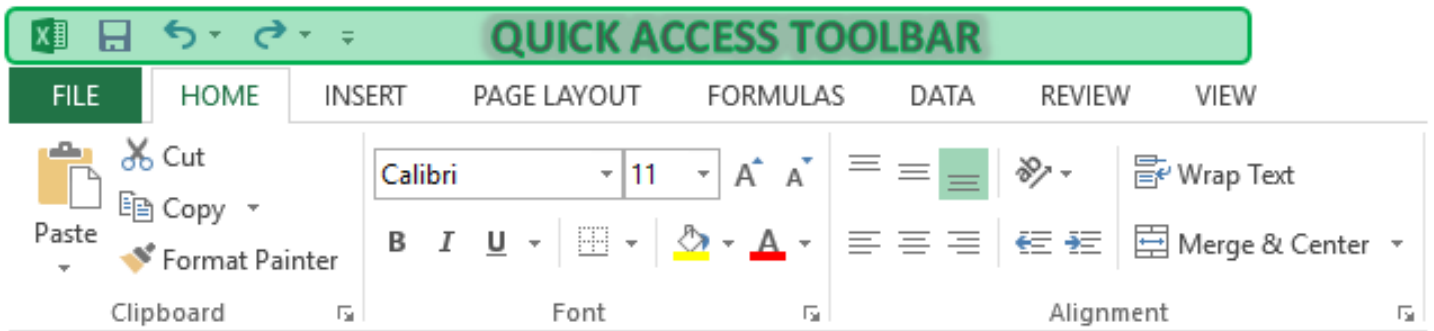 QUICK ACCESS TOOLBAR
FILE HOME INSERT PAGE LAYOUT FORMULAS DATA REVIEW VIEW
Paste
Cut
Copy
Format Painter
Clipboard
Calibri 11 A A
B I U A
Font
Wrap Text
Merge & Center
Alignment